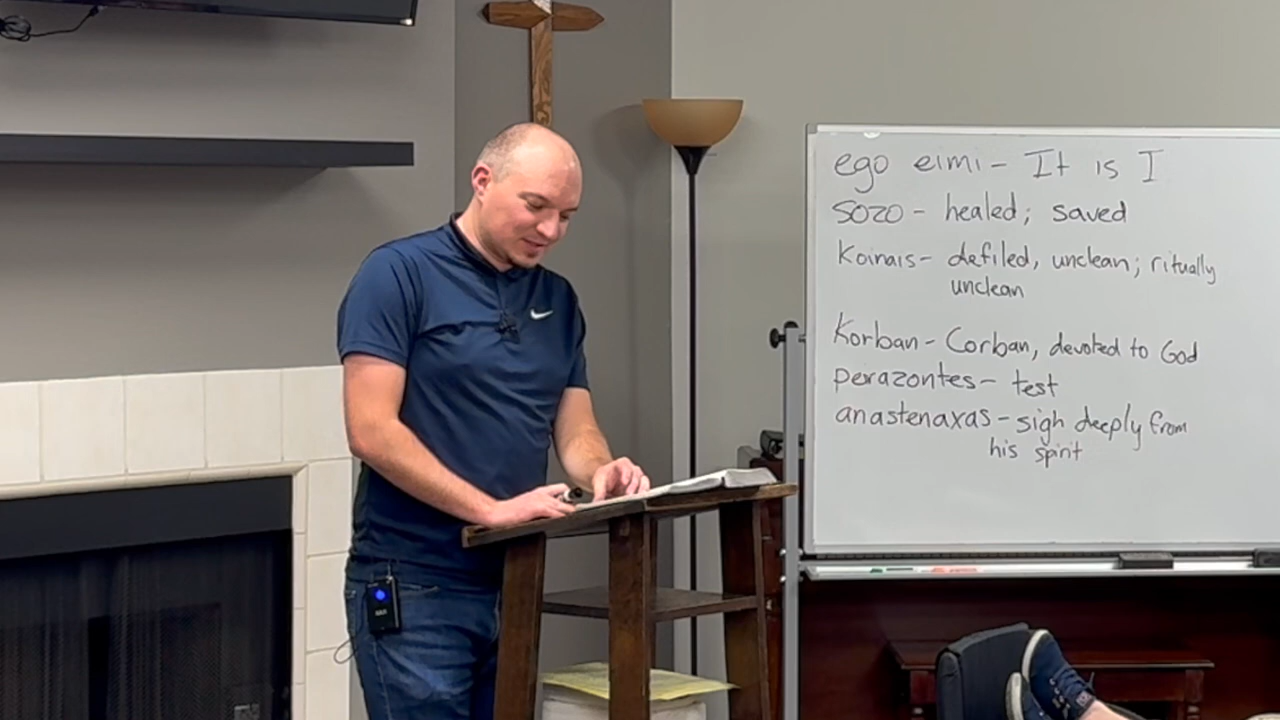 ego eimi - It is I
sozo - healed; saved
Koinais - defiled, unclean; ritually
unclean
Korban - Corban, devoted to God
perazontes - test
anastenaxas - sigh deeply from
his spirit